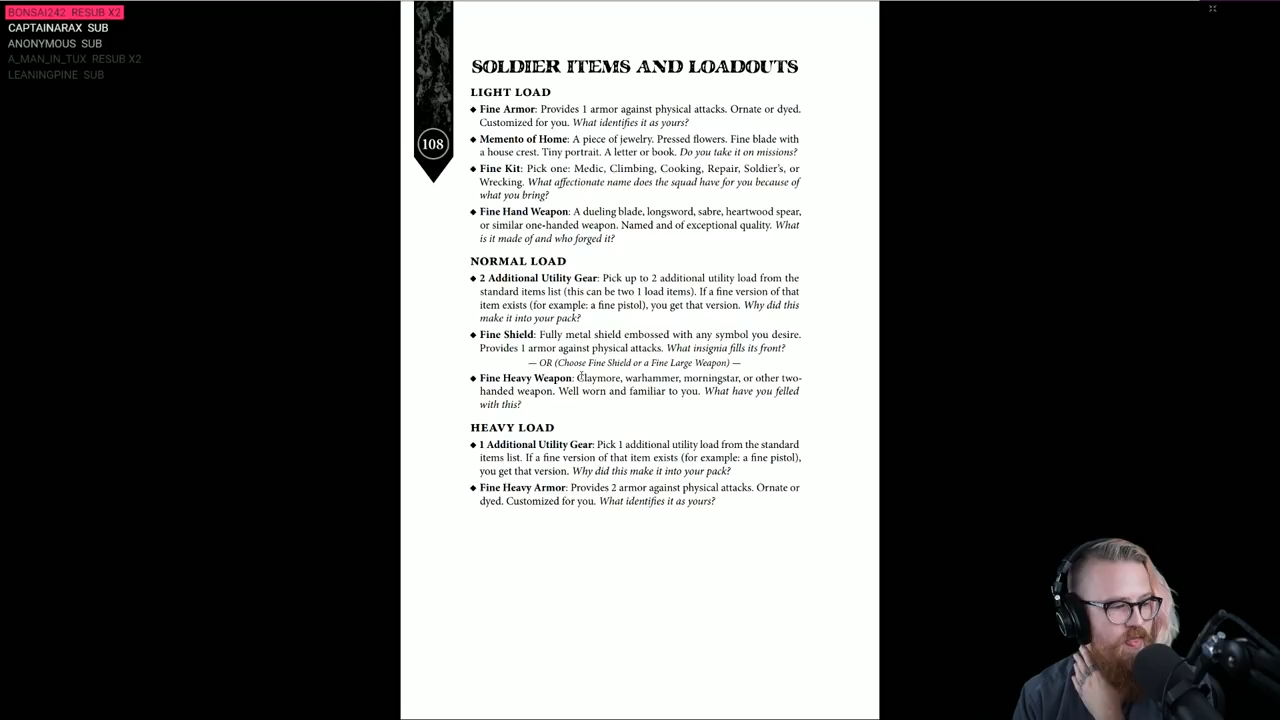 BONSAI242 RESUB X2
CAPTAINARAX SUB
ANONYMOUS SUB
A_MAN_IN_TUX RESUB X2
LEANINGPINE SUB
108
SOLDIER ITEMS AND LOADOUTS
LIGHT LOAD
◆ Fine Armor: Provides 1 armor against physical attacks. Ornate or dyed.
Customized for you. What identifies it as yours?
◆ Memento of Home: A piece of jewelry. Pressed flowers. Fine blade with
a house crest. Tiny portrait. A letter or book. Do you take it on missions?
◆ Fine Kit: Pick one: Medic, Climbing, Cooking, Repair, Soldier's, or
Wrecking. What affectionate name does the squad have for you because of
what you bring?
◆ Fine Hand Weapon: A dueling blade, longsword, sabre, heartwood spear,
or similar one-handed weapon. Named and of exceptional quality. What
is it made of and who forged it?
NORMAL LOAD
◆ 2 Additional Utility Gear: Pick up to 2 additional utility load from the
standard items list (this can be two 1 load items). If a fine version of that
item exists (for example: a fine pistol), you get that version. Why did this
make it into your pack?
◆ Fine Shield: Fully metal shield embossed with any symbol you desire.
Provides 1 armor against physical attacks. What insignia fills its front?
— OR (Choose Fine Shield or a Fine Large Weapon) —
◆ Fine Heavy Weapon: Claymore, warhammer, morningstar, or other two-
handed weapon. Well worn and familiar to you. What have you felled
with this?
HEAVY LOAD
◆ 1 Additional Utility Gear: Pick 1 additional utility load from the standard
items list. If a fine version of that item exists (for example: a fine pistol),
you get that version. Why did this make it into your pack?
◆ Fine Heavy Armor: Provides 2 armor against physical attacks. Ornate or
dyed. Customized for you. What identifies it as yours?